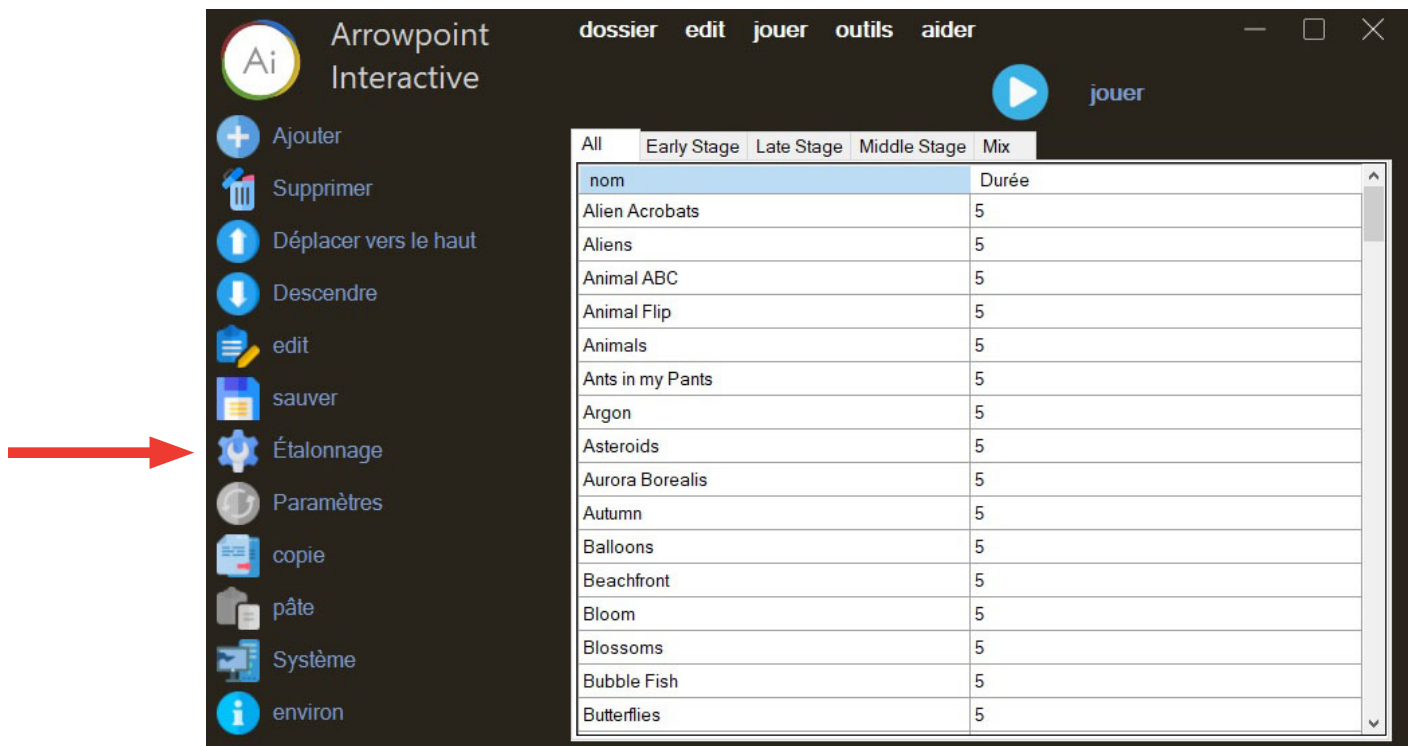 Ai
Arrowpoint
Interactive
dossier edit jouer outils aider
jouer
Ajouter
Supprimer
Déplacer vers le haut
Descendre
edit
sauver
Étalonnage
Paramètres
copie
pâte
Système
environ
All Early Stage Late Stage Middle Stage Mix
nom Durée
Alien Acrobats 5
Aliens 5
Animal ABC 5
Animal Flip 5
Animals 5
Ants in my Pants 5
Argon 5
Asteroids 5
Aurora Borealis 5
Autumn 5
Balloons 5
Beachfront 5
Bloom 5
Blossoms 5
Bubble Fish 5
Butterflies 5